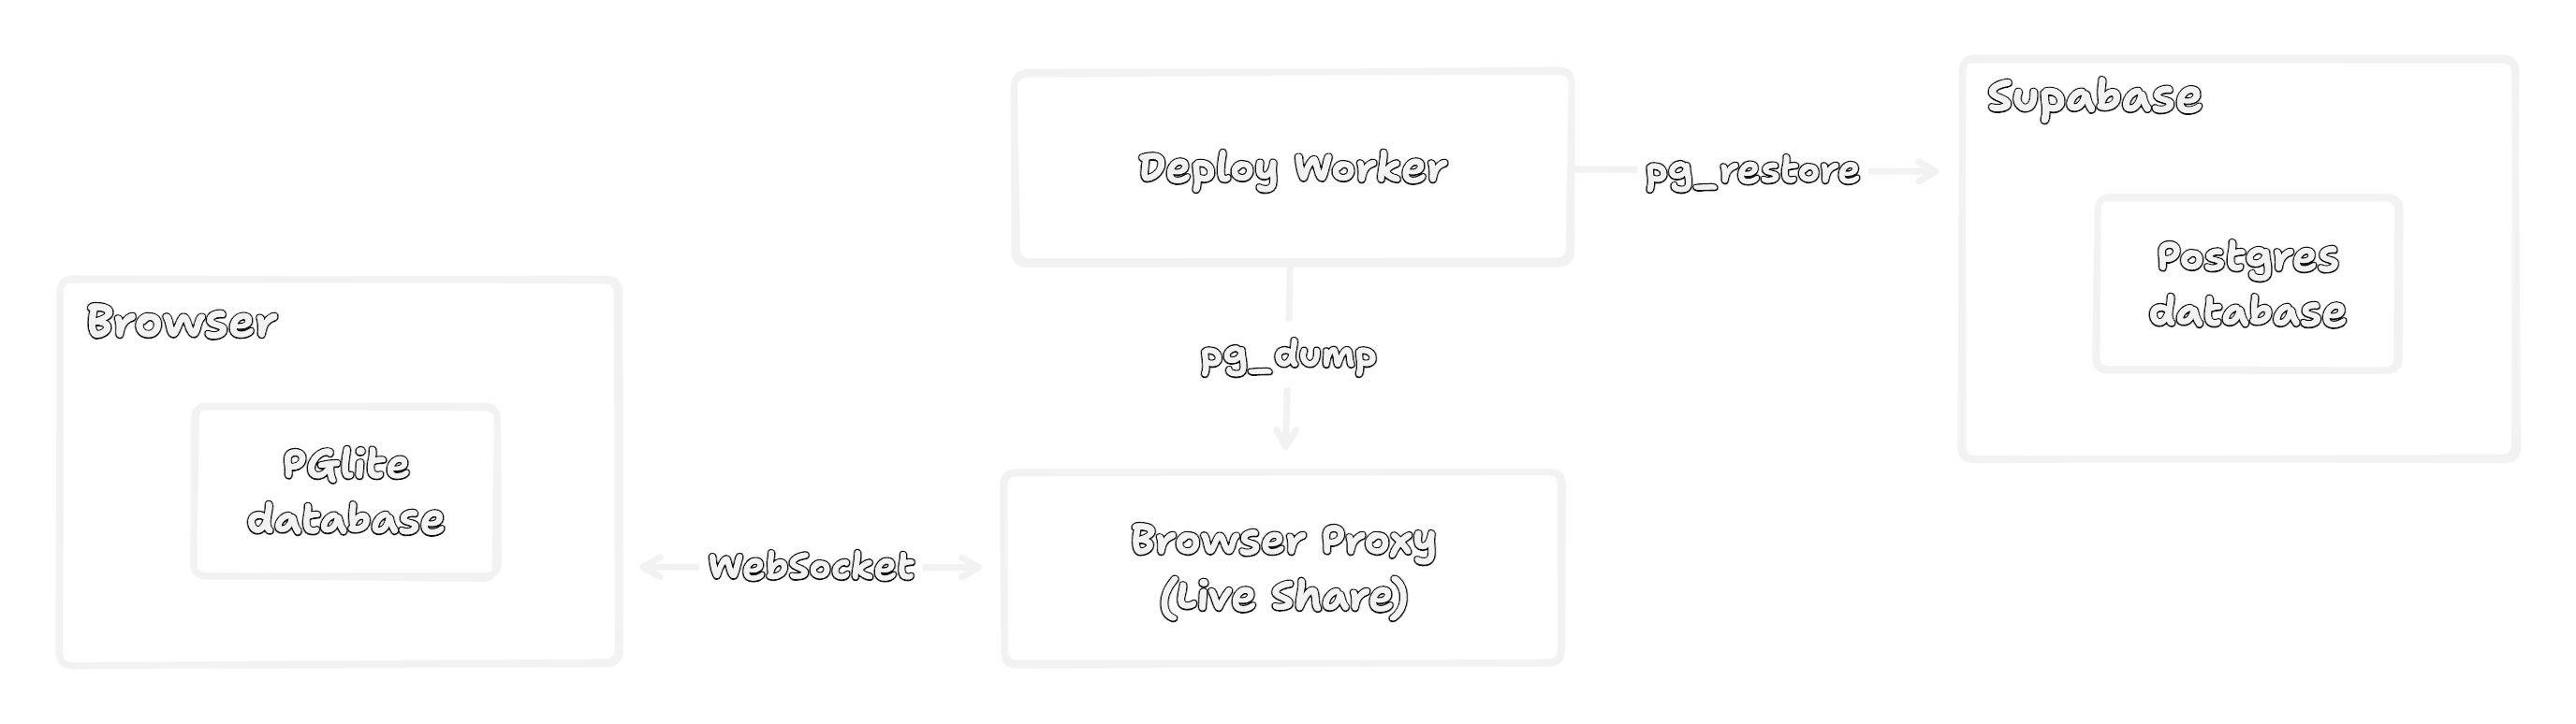 Browser
PGlite
database
WebSocket
Deploy Worker
pg_dump
Browser Proxy
(Live Share)
pg_restore
Supabase
Postgres
database